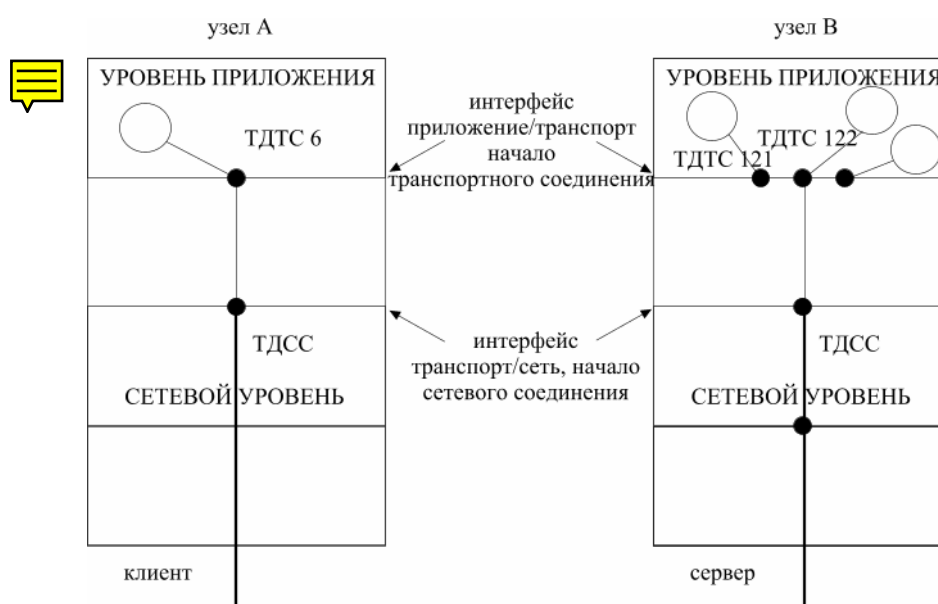 узел A
узел B
УРОВЕНЬ ПРИЛОЖЕНИЯ
УРОВЕНЬ ПРИЛОЖЕНИЯ
интерфейс
приложение/транспорт
начало
транспортного соединения
ТДТС 6
ТДТС 122
ТДТС 121
интерфейс
транспорт/сеть, начало
сетевого соединения
ТДСС
ТДСС
СЕТЕВОЙ УРОВЕНЬ
СЕТЕВОЙ УРОВЕНЬ
клиент
сервер